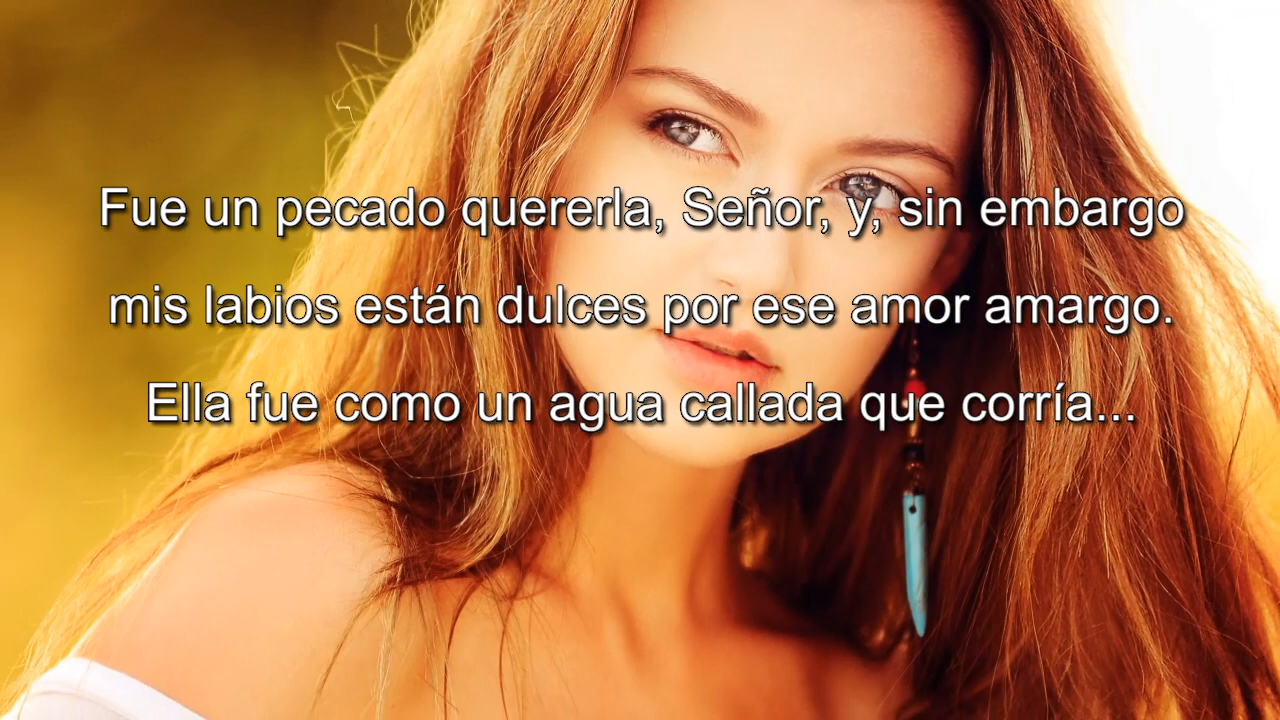 Fue un pecado quererla, Señor, y, sin embargo
mis labios están dulces por ese amor amargo.
Ella fue como un agua callada que corría...